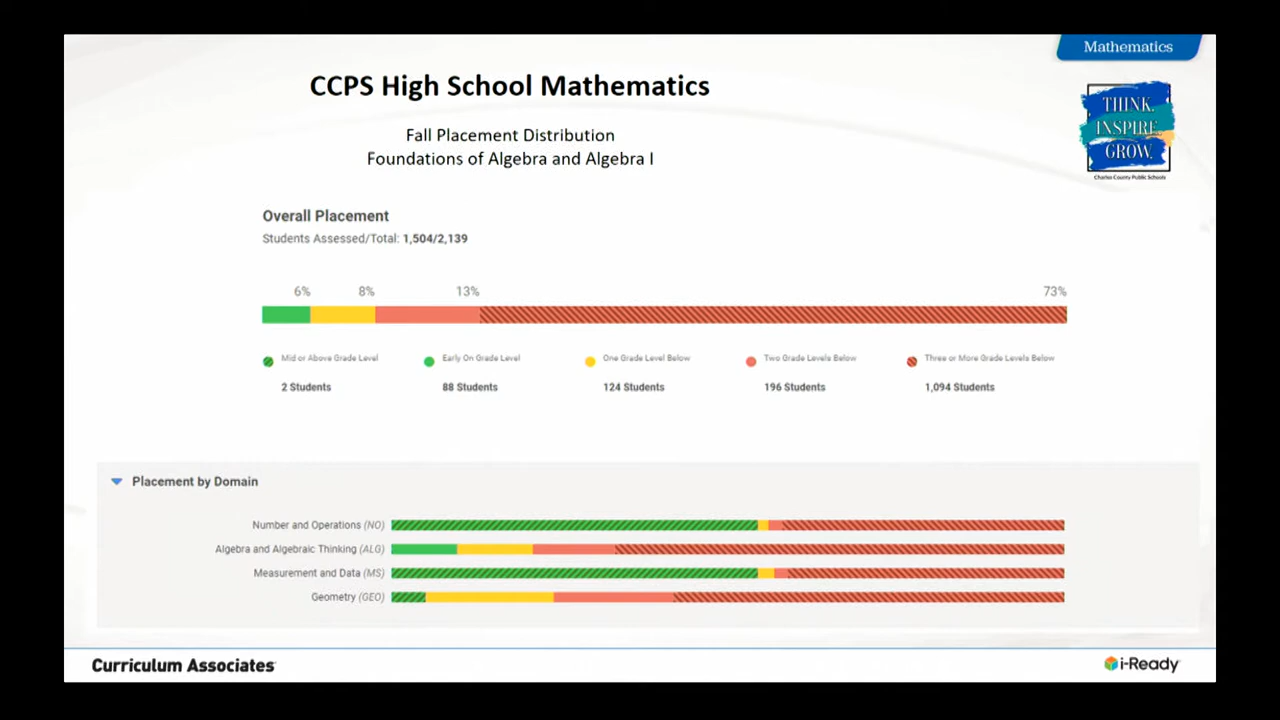 Mathematics
CCPS High School Mathematics
THINK.
INSPIRE.
GROW.
Charles County Public Schools
Fall Placement Distribution
Foundations of Algebra and Algebra I
Overall Placement
Students Assessed/Total: 1,504/2,139
6% 8% 13% 73%
Mid or Above Grade Level Early On Grade Level One Grade Level Below Two Grade Levels Below Three or More Grade Levels Below
2 Students 88 Students 124 Students 196 Students 1,094 Students
Placement by Domain
Number and Operations (NO)
Algebra and Algebraic Thinking (ALG)
Measurement and Data (MS)
Geometry (GEO)
Curriculum Associates i-Ready